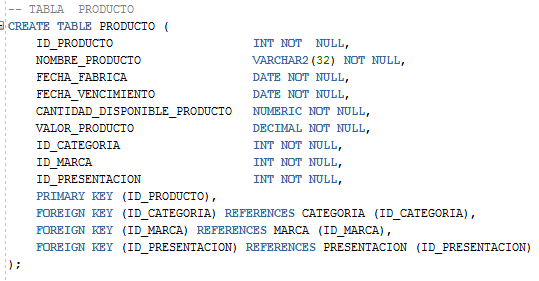 -- TABLA  PRODUCTO
CREATE TABLE PRODUCTO (
    ID_PRODUCTO                    INT NOT  NULL,
    NOMBRE_PRODUCTO                VARCHAR2(32) NOT NULL,
    FECHA_FABRICA                  DATE NOT NULL,
    FECHA_VENCIMIENTO              DATE NOT NULL,
    CANTIDAD_DISPONIBLE_PRODUCTO   NUMERIC NOT NULL,
    VALOR_PRODUCTO                 DECIMAL NOT NULL,
    ID_CATEGORIA                   INT NOT NULL,
    ID_MARCA                       INT NOT NULL,
    ID_PRESENTACION                INT NOT NULL,
    PRIMARY KEY (ID_PRODUCTO),
    FOREIGN KEY (ID_CATEGORIA) REFERENCES CATEGORIA (ID_CATEGORIA),
    FOREIGN KEY (ID_MARCA) REFERENCES MARCA (ID_MARCA),
    FOREIGN KEY (ID_PRESENTACION) REFERENCES PRESENTACION (ID_PRESENTACION)
);